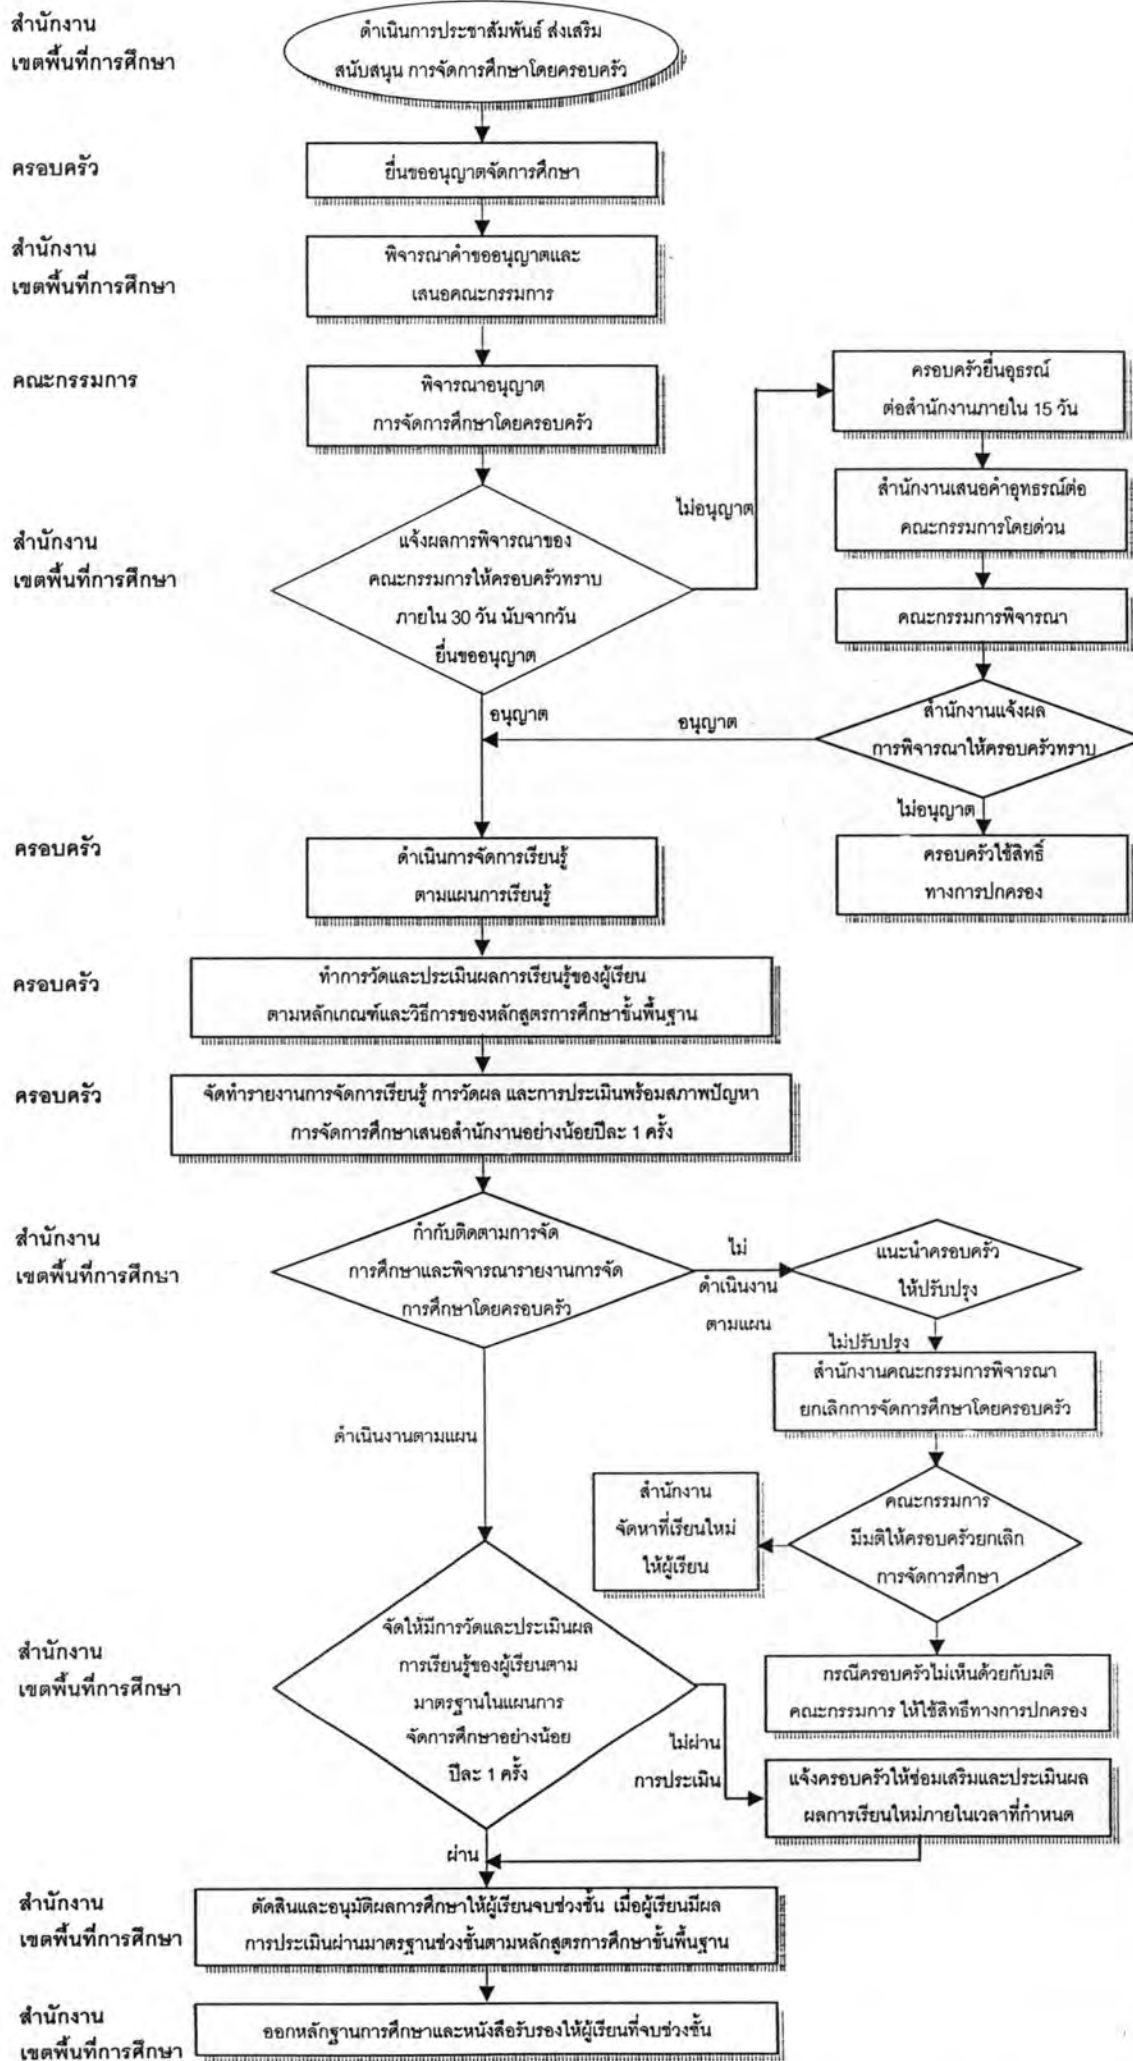 สำนักงาน
เขตพื้นที่การศึกษา
ดำเนินการประชาสัมพันธ์ ส่งเสริม
สนับสนุน การจัดการศึกษาโดยครอบครัว
ครอบครัว
ยื่นขออนุญาตจัดการศึกษา
สำนักงาน
เขตพื้นที่การศึกษา
พิจารณาคำขออนุญาตและ
เสนอคณะกรรมการ
คณะกรรมการ
พิจารณาอนุญาต
การจัดการศึกษาโดยครอบครัว
ครอบครัวยื่นอุธรณ์
ต่อสำนักงานภายใน 15 วัน
ไม่อนุญาต
สำนักงานเสนอคำอุทธรณ์ต่อ
คณะกรรมการโดยด่วน
สำนักงาน
เขตพื้นที่การศึกษา
แจ้งผลการพิจารณาของ
คณะกรรมการให้ครอบครัวทราบ
ภายใน 30 วัน นับจากวัน
ยื่นขออนุญาต
คณะกรรมการพิจารณา
สำนักงานแจ้งผล
การพิจารณาให้ครอบครัวทราบ
อนุญาต
อนุญาต
ไม่อนุญาต
ครอบครัวใช้สิทธิ์
ทางการปกครอง
ครอบครัว
ดำเนินการจัดการเรียนรู้
ตามแผนการเรียนรู้
ครอบครัว
ทำการวัดและประเมินผลการเรียนรู้ของผู้เรียน
ตามหลักเกณฑ์และวิธีการของหลักสูตรการศึกษาขั้นพื้นฐาน
ครอบครัว
จัดทำรายงานการจัดการเรียนรู้ การวัดผล และการประเมินพร้อมสภาพปัญหา
การจัดการศึกษาเสนอสำนักงานอย่างน้อยปีละ 1 ครั้ง
สำนักงาน
เขตพื้นที่การศึกษา
กำกับติดตามการจัด
การศึกษาและพิจารณารายงานการจัด
การศึกษาโดยครอบครัว
ไม่
ดำเนินงาน
ตามแผน
แนะนำครอบครัว
ให้ปรับปรุง
ไม่ปรับปรุง
สำนักงานคณะกรรมการพิจารณา
ยกเลิกการจัดการศึกษาโดยครอบครัว
ดำเนินงานตามแผน
สำนักงาน
จัดหาที่เรียนใหม่
ให้ผู้เรียน
คณะกรรมการ
มีมติให้ครอบครัวยกเลิก
การจัดการศึกษา
สำนักงาน
เขตพื้นที่การศึกษา
จัดให้มีการวัดและประเมินผล
การเรียนรู้ของผู้เรียนตาม
มาตรฐานในแผนการ
จัดการศึกษาอย่างน้อย
ปีละ 1 ครั้ง
กรณีครอบครัวไม่เห็นด้วยกับมติ
คณะกรรมการ ให้ใช้สิทธิทางการปกครอง
ไม่ผ่าน
การประเมิน
แจ้งครอบครัวให้ซ่อมเสริมและประเมินผล
ผลการเรียนใหม่ภายในเวลาที่กำหนด
ผ่าน
สำนักงาน
เขตพื้นที่การศึกษา
ตัดสินและอนุมัติผลการศึกษาให้ผู้เรียนจบช่วงชั้น เมื่อผู้เรียนมีผล
การประเมินผ่านมาตรฐานช่วงชั้นตามหลักสูตรการศึกษาขั้นพื้นฐาน
สำนักงาน
เขตพื้นที่การศึกษา
ออกหลักฐานการศึกษาและหนังสือรับรองให้ผู้เรียนที่จบช่วงชั้น